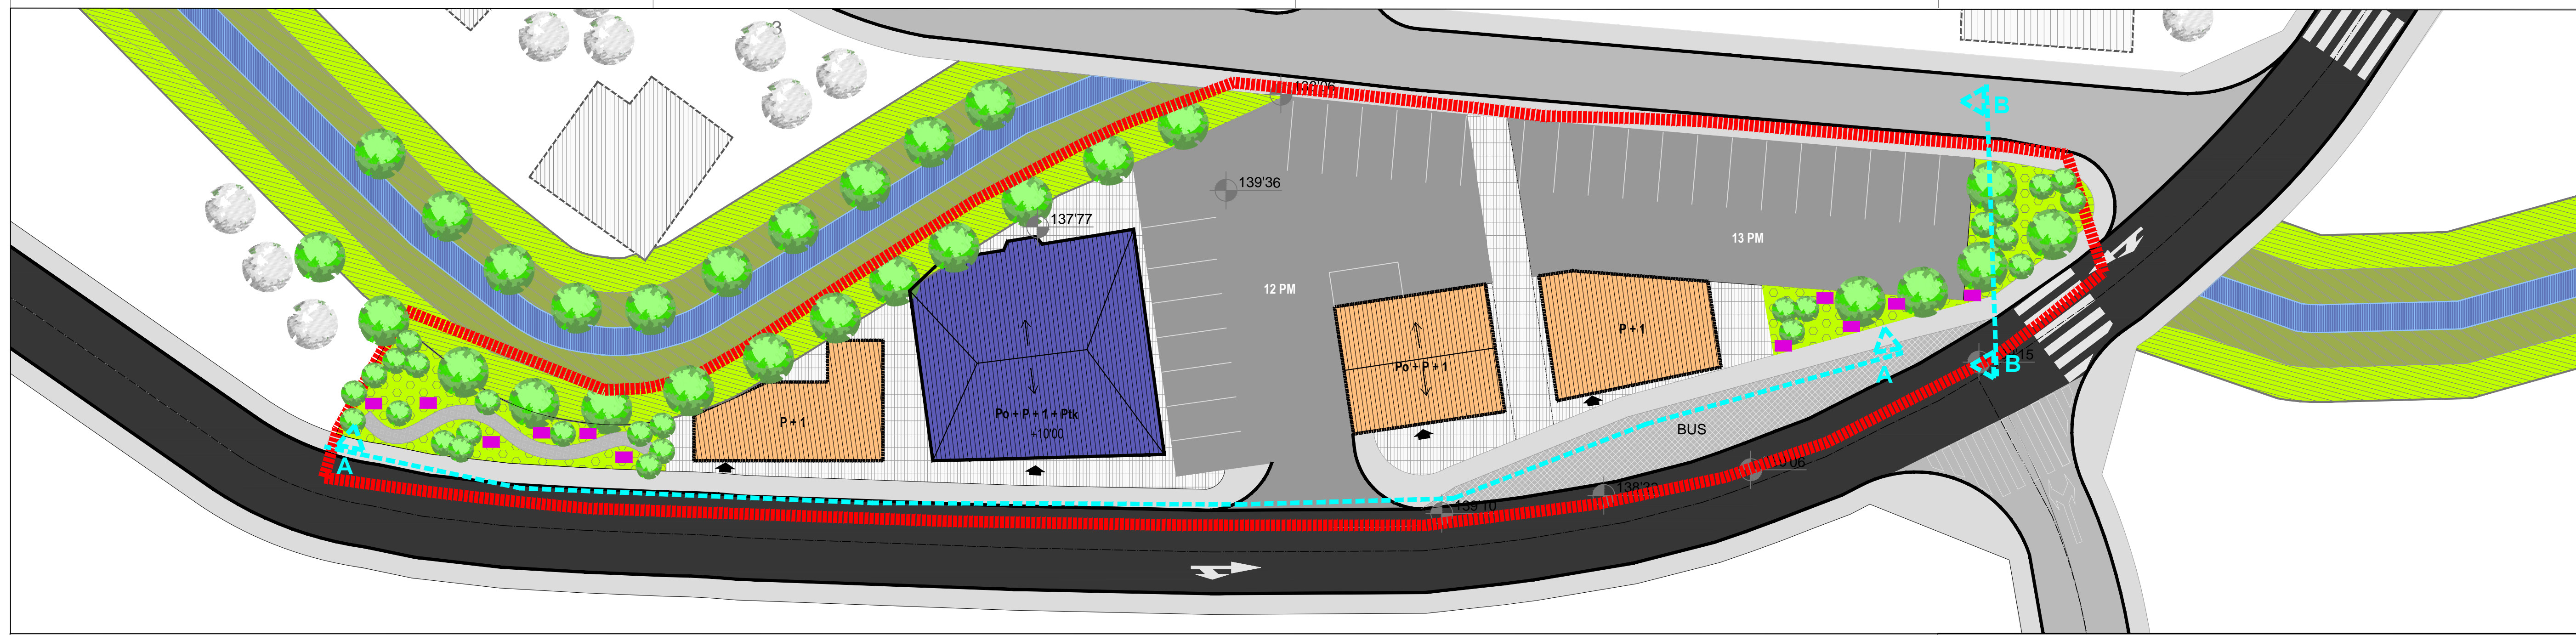 3
B
139'36
137'77
13 PM
12 PM
P + 1
Po + P + 1
B
A
Po + P + 1 + Ptk
+10'00
P + 1
BUS
A
139'10